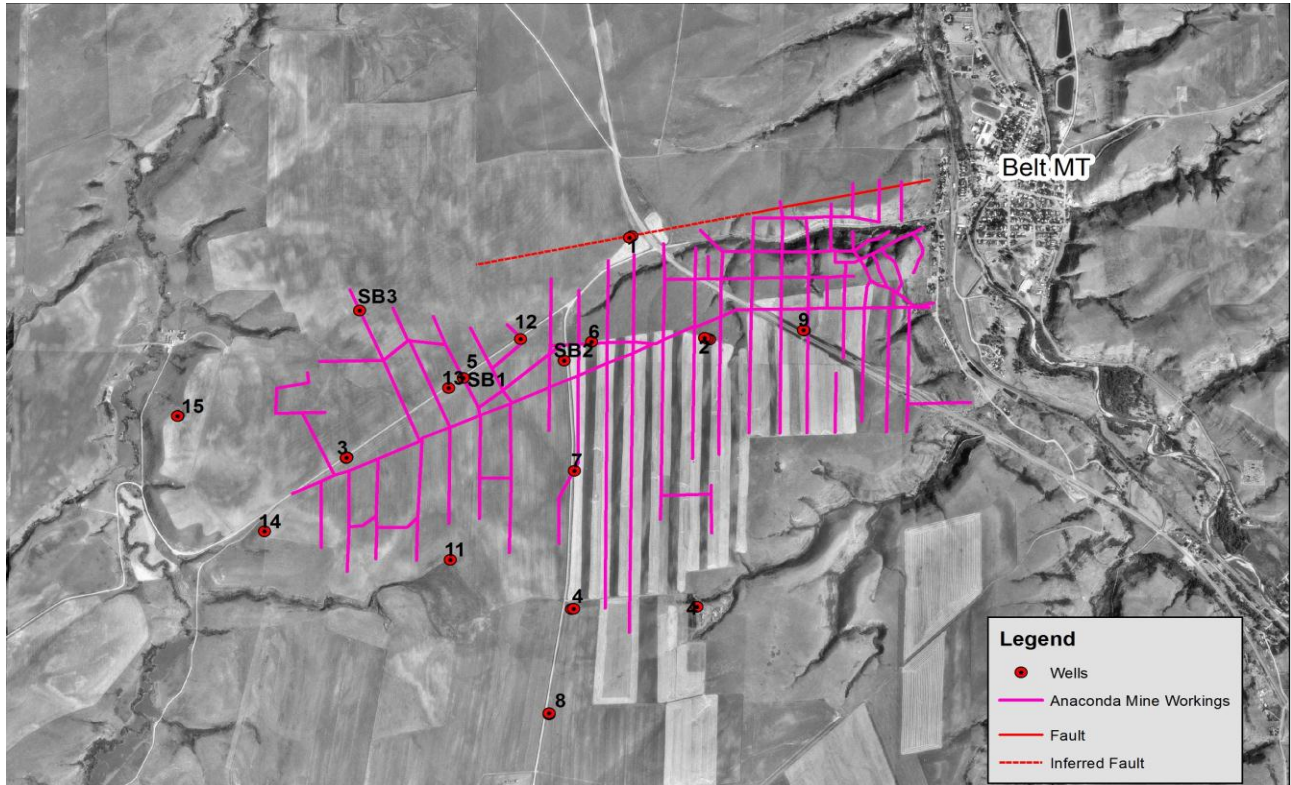 Belt MT
1
SB3
12
9
6
2
SB2
5
SB1
13
15
3
7
14
11
4
4
8
Legend
Wells
Anaconda Mine Workings
Fault
Inferred Fault